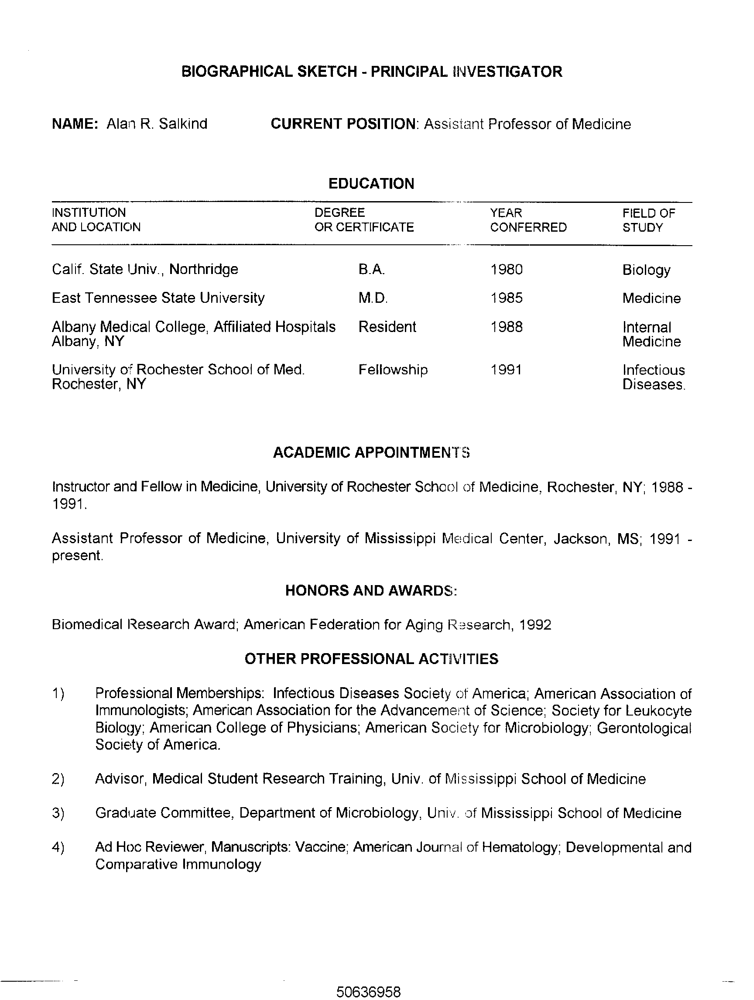 BIOGRAPHICAL SKETCH - PRINCIPAL INVESTIGATOR
NAME: Alan R. Salkind CURRENT POSITION: Assistant Professor of Medicine
EDUCATION
INSTITUTION DEGREE YEAR FIELD OF
AND LOCATION OR CERTIFICATE CONFERRED STUDY
Calif. State Univ., Northridge B.A. 1980 Biology
East Tennessee State University M.D. 1985 Medicine
Albany Medical College, Affiliated Hospitals Resident 1988 Internal
Albany, NY Medicine
University of Rochester School of Med. Fellowship 1991 Infectious
Rochester, NY Diseases.
ACADEMIC APPOINTMENTS
Instructor and Fellow in Medicine, University of Rochester School of Medicine, Rochester, NY; 1988 -
1991.
Assistant Professor of Medicine, University of Mississippi Medical Center, Jackson, MS; 1991 -
present.
HONORS AND AWARDS:
Biomedical Research Award; American Federation for Aging Research, 1992
OTHER PROFESSIONAL ACTIVITIES
1) Professional Memberships: Infectious Diseases Society of America; American Association of
Immunologists; American Association for the Advancement of Science; Society for Leukocyte
Biology; American College of Physicians; American Society for Microbiology; Gerontological
Society of America.
2) Advisor, Medical Student Research Training, Univ. of Mississippi School of Medicine
3) Graduate Committee, Department of Microbiology, Univ. of Mississippi School of Medicine
4) Ad Hoc Reviewer, Manuscripts: Vaccine; American Journal of Hematology; Developmental and
Comparative Immunology
50636958